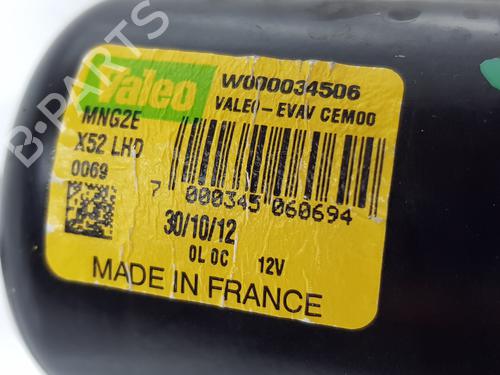 B-PARTS
Valeo
W000034506
VALEO-EVAV CEM00
MNG2E
X52 LHD
0069
7 000345 060694
30/10/12
0L 0C 12V
MADE IN FRANCE